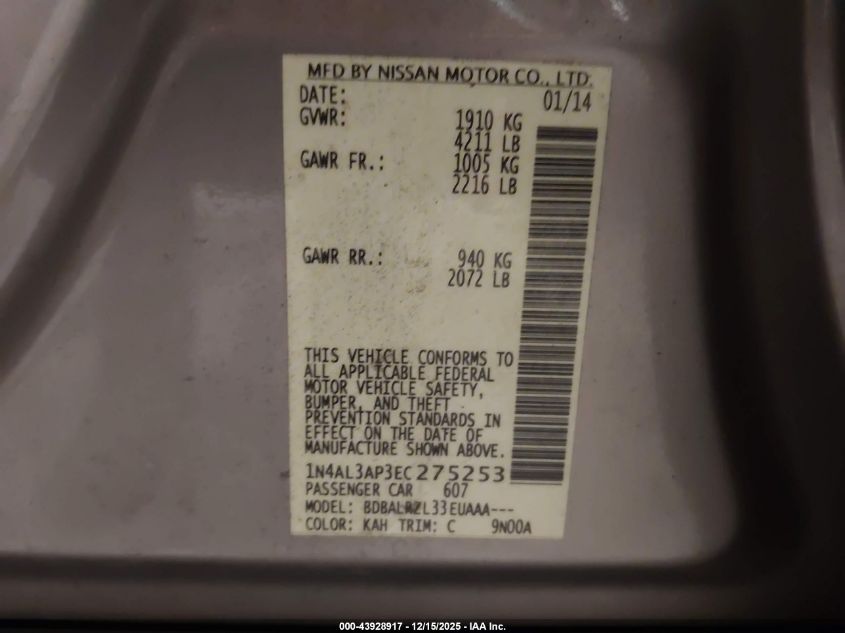 MFD BY NISSAN MOTOR CO., LTD.
DATE: 01/14
GVWR: 1910 KG
4211 LB
GAWR FR.: 1005 KG
2216 LB
GAWR RR.: 940 KG
2072 LB
THIS VEHICLE CONFORMS TO
ALL APPLICABLE FEDERAL
MOTOR VEHICLE SAFETY,
BUMPER, AND THEFT
PREVENTION STANDARDS IN
EFFECT ON THE DATE OF
MANUFACTURE SHOWN ABOVE.
1N4AL3AP3EC275253
PASSENGER CAR 607
MODEL:
COLOR: KAH TRIM: C 9N00A
000-43928917 - 12/15/2025 - IAA Inc.